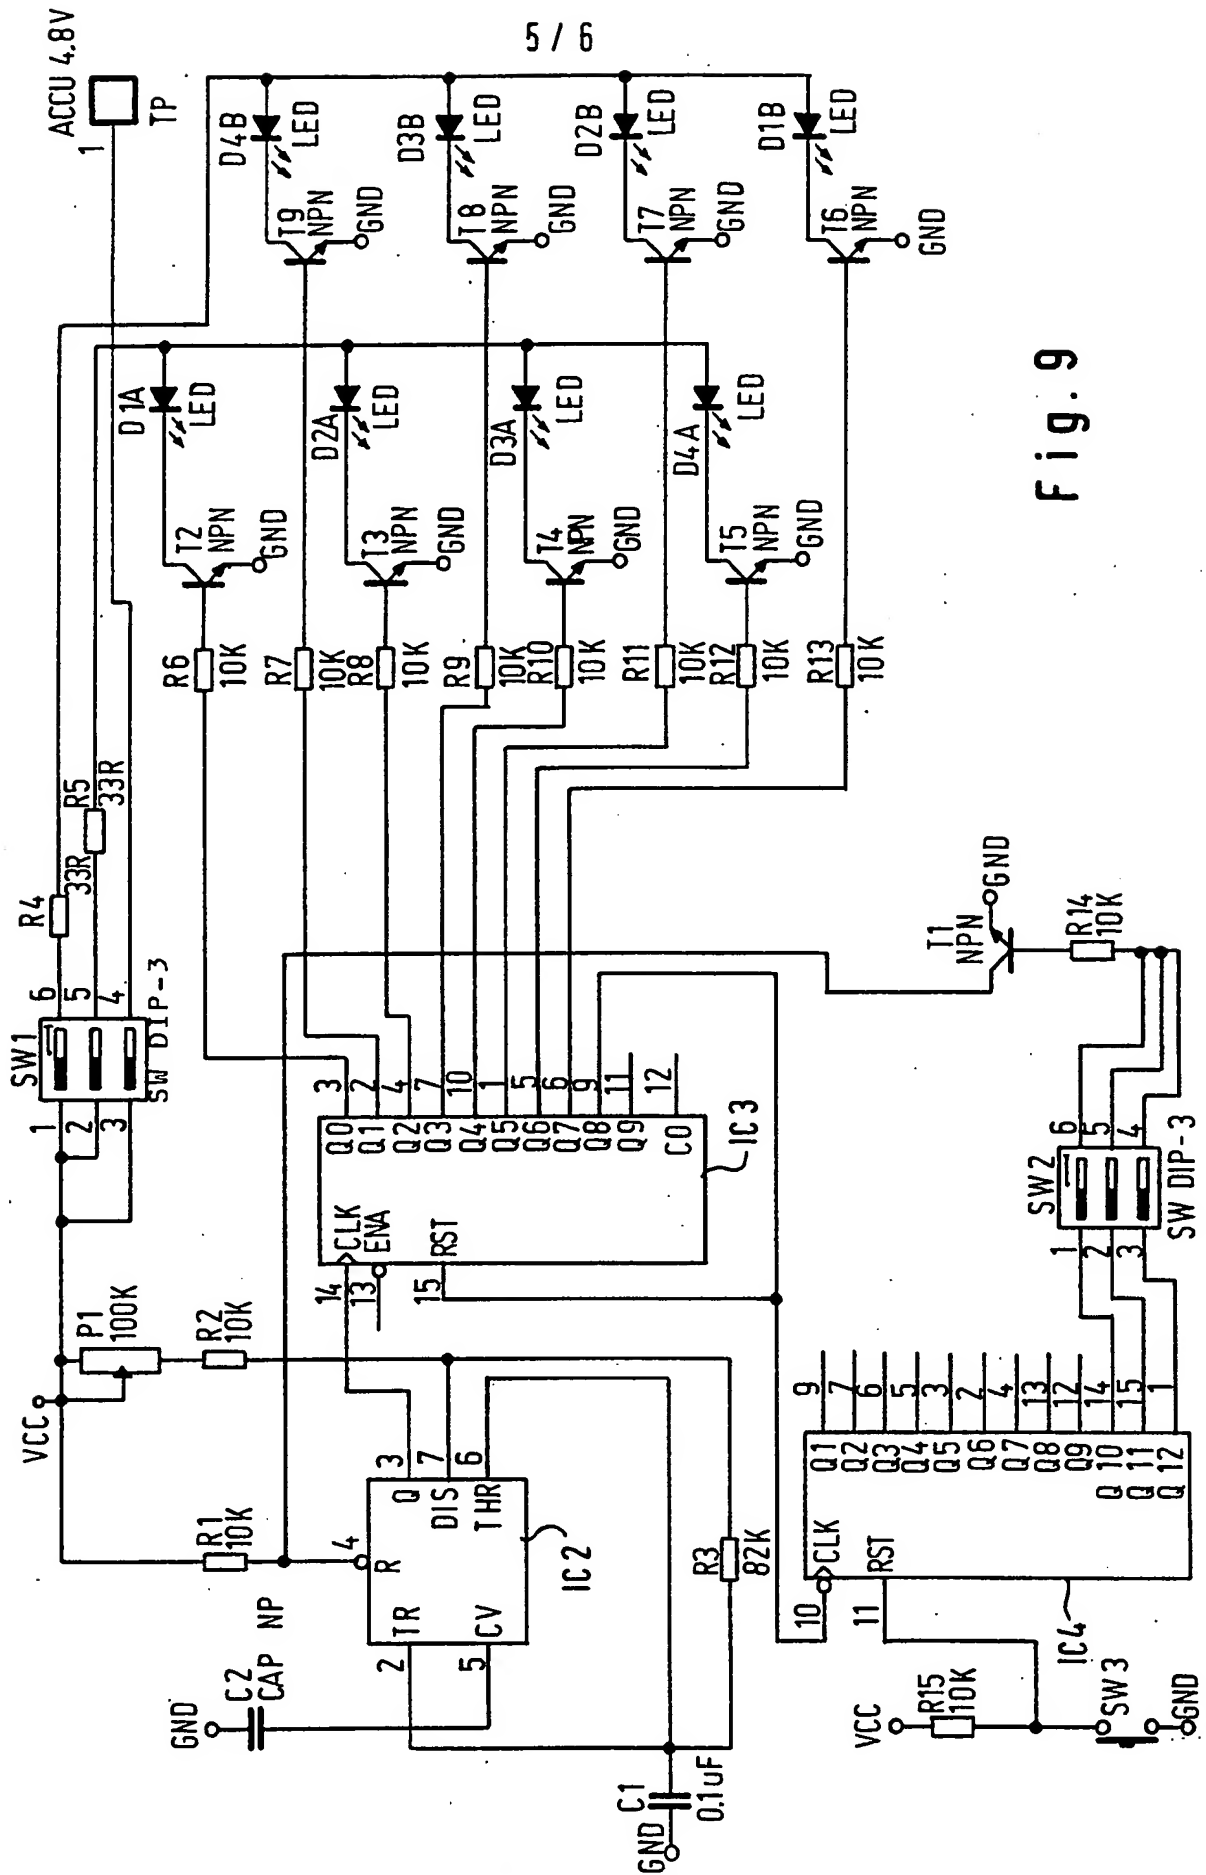 5 / 6
ACCU 4.8V
1
TP
D4B
LED
D3B
LED
D2B
LED
D1B
LED
T9
NPN
GND
T8
NPN
GND
T7
NPN
GND
T6
NPN
GND
D1A
LED
D2A
LED
D3A
LED
D4A
LED
T2
NPN
GND
T3
NPN
GND
T4
NPN
GND
T5
NPN
GND
R6
10K
R7
10K
R8
10K
R9
10K
R10
10K
R11
10K
R12
10K
R13
10K
R4
33R
R5
33R
SW1
1
2
3
6
5
4
SW DIP-3
VCC
P1
100K
R2
10K
R1
10K
IC3
14
CLK
13
ENA
15
RST
Q0 3
Q1 2
Q2 4
Q3 7
Q4 10
Q5 1
Q6 5
Q7 6
Q8 9
Q9 11
CO 12
IC2
4
R
Q 3
DIS 7
THR 6
2 TR
5 CV
GND
C2
CAP NP
R3
82K
C1
0.1uF
GND
T1
NPN
GND
R14
10K
SW2
1
2
3
6
5
4
SW DIP-3
IC4
10
CLK
11
RST
Q1 9
Q2 7
Q3 6
Q4 5
Q5 3
Q6 2
Q7 4
Q8 13
Q9 12
Q10 14
Q11 15
Q12 1
VCC
R15
10K
SW3
GND
Fig. 9